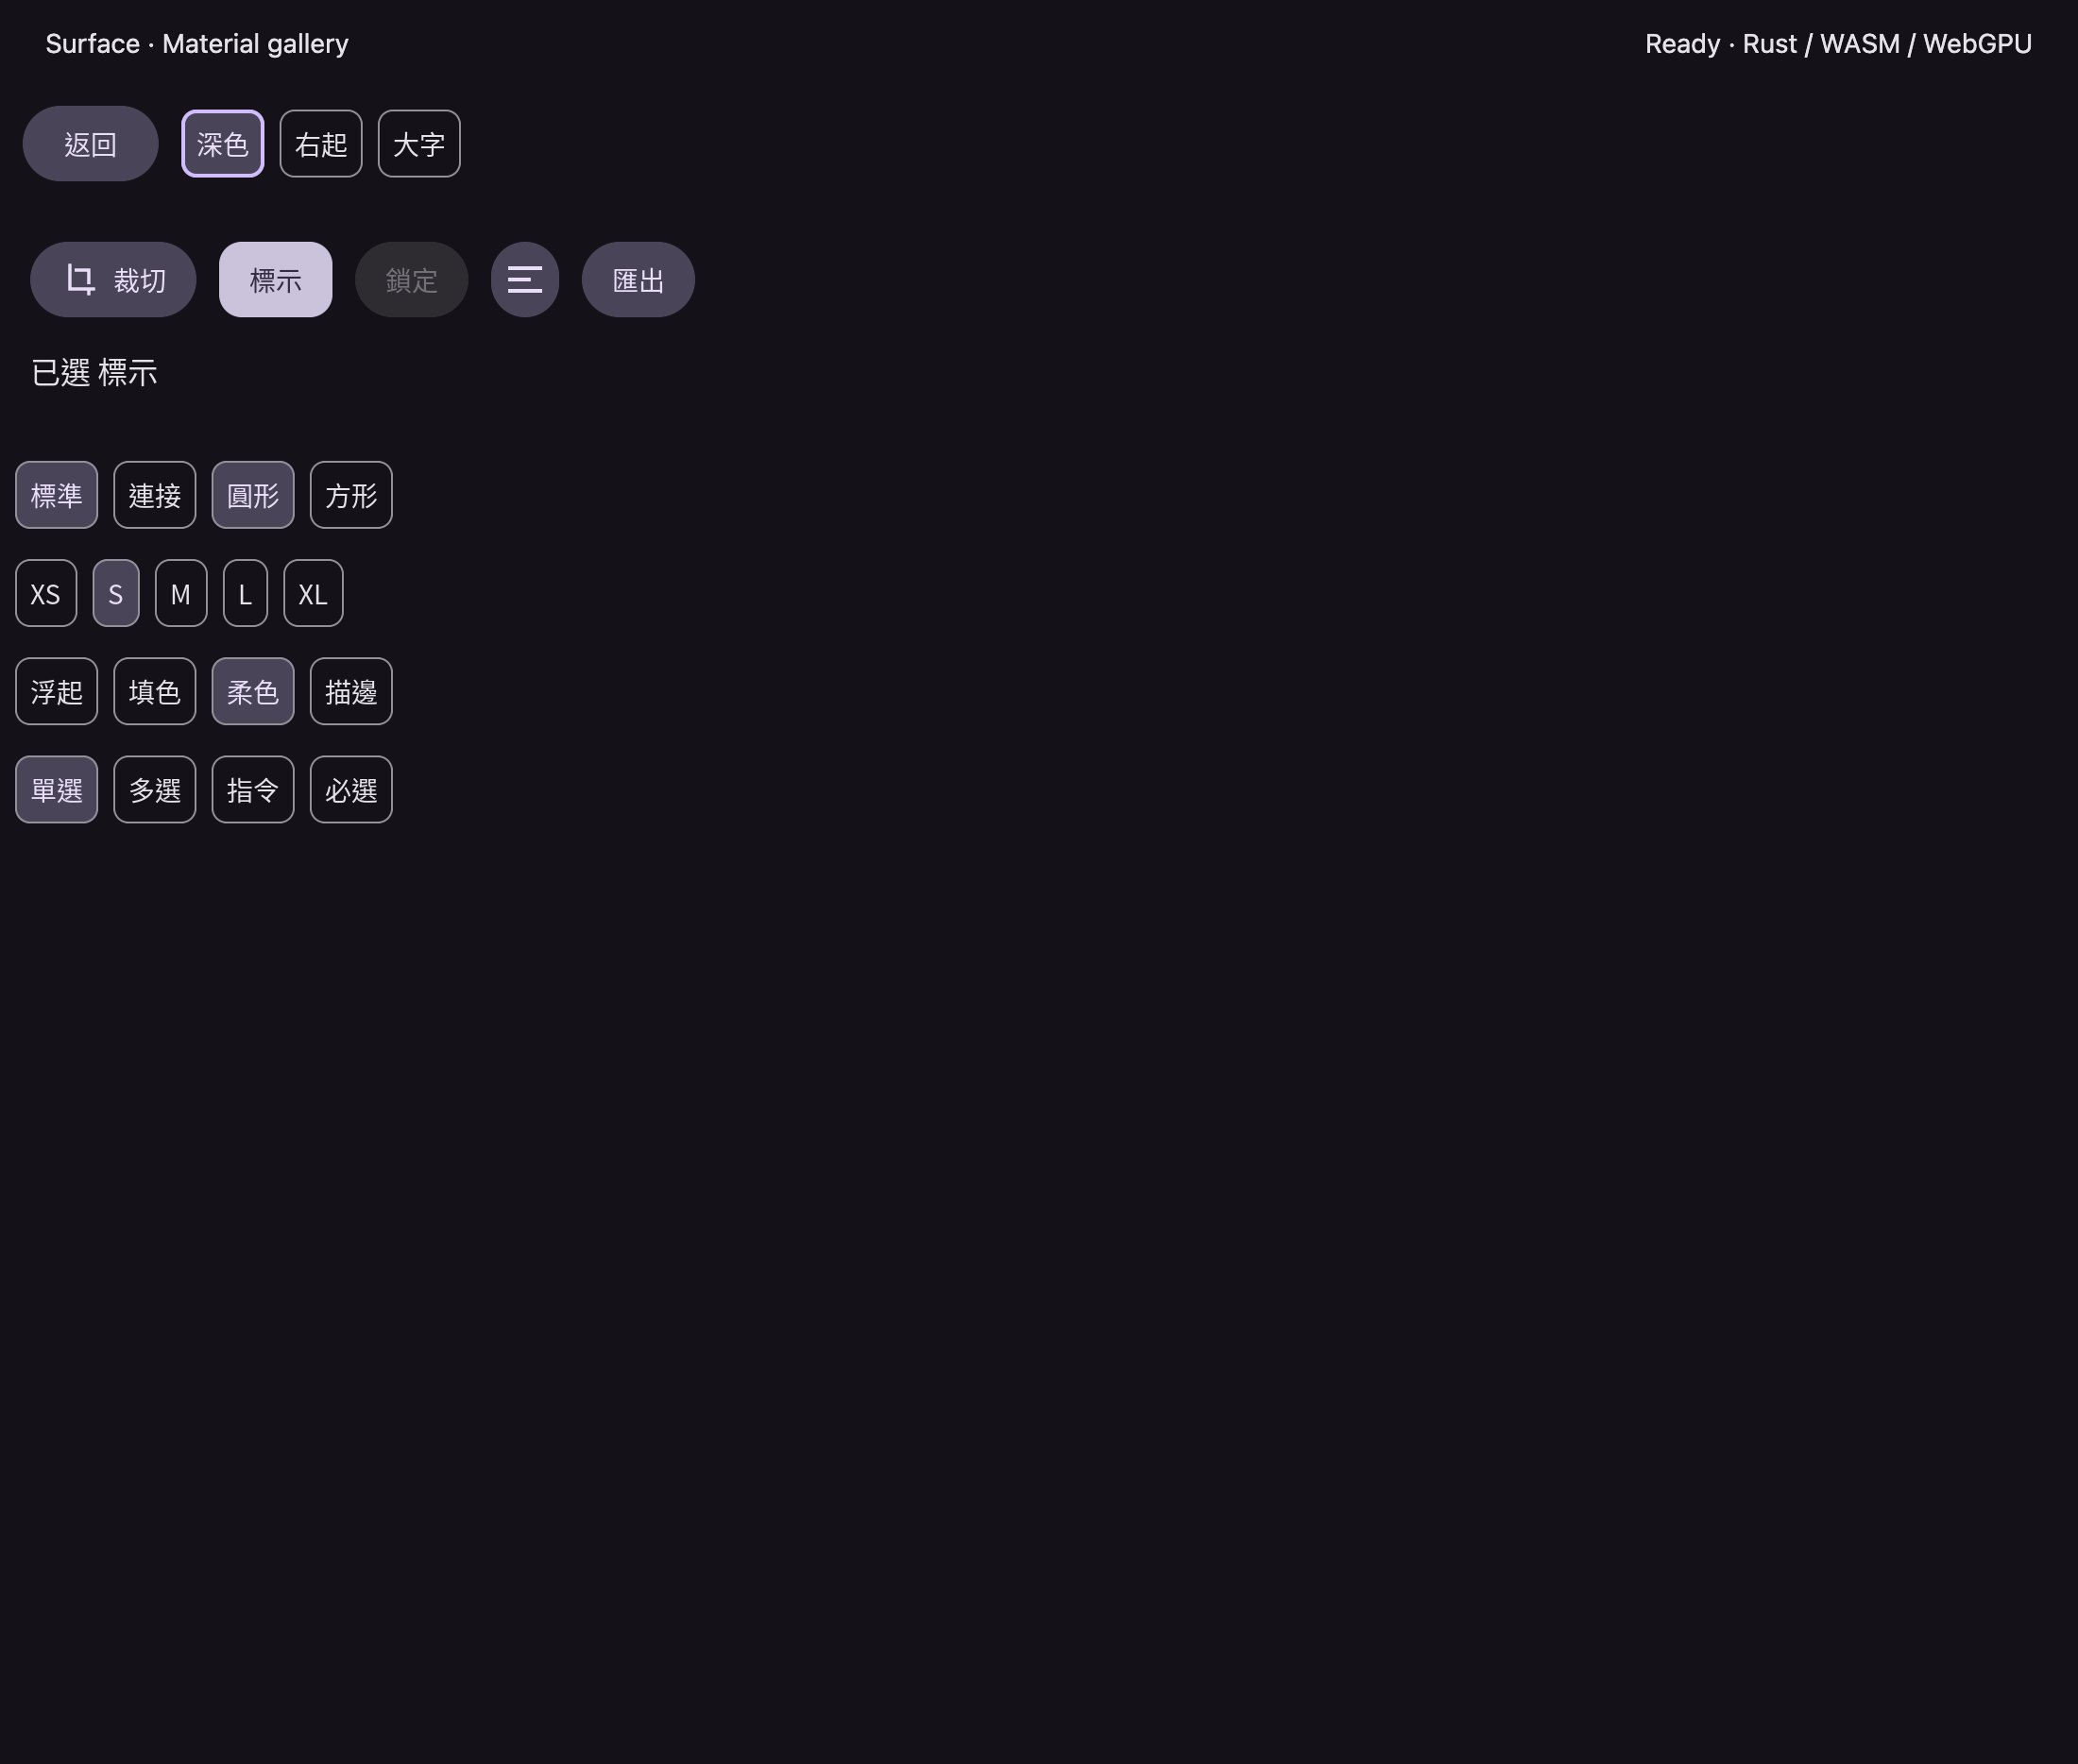 Surface · Material gallery
Ready · Rust / WASM / WebGPU
返回 深色 右起 大字
裁切 標示 鎖定 匯出
已選 標示
標準 連接 圓形 方形
XS S M L XL
浮起 填色 柔色 描邊
單選 多選 指令 必選